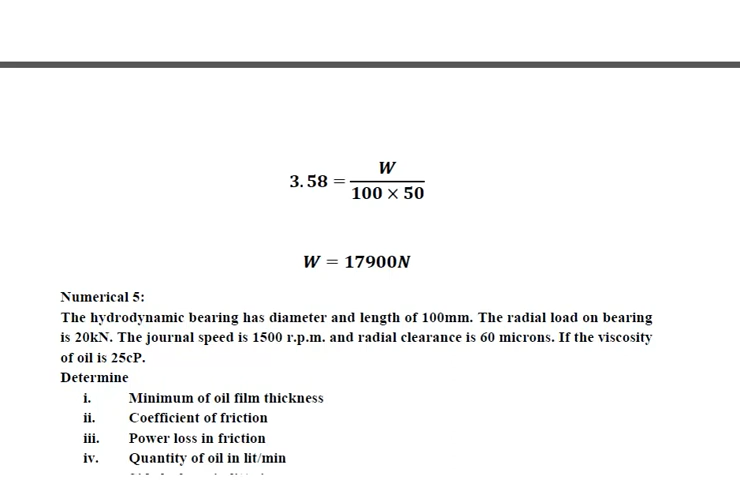 3.58 = W / 100 × 50
W = 17900N
Numerical 5:
The hydrodynamic bearing has diameter and length of 100mm. The radial load on bearing
is 20kN. The journal speed is 1500 r.p.m. and radial clearance is 60 microns. If the viscosity
of oil is 25cP.
Determine
i. Minimum of oil film thickness
ii. Coefficient of friction
iii. Power loss in friction
iv. Quantity of oil in lit/min